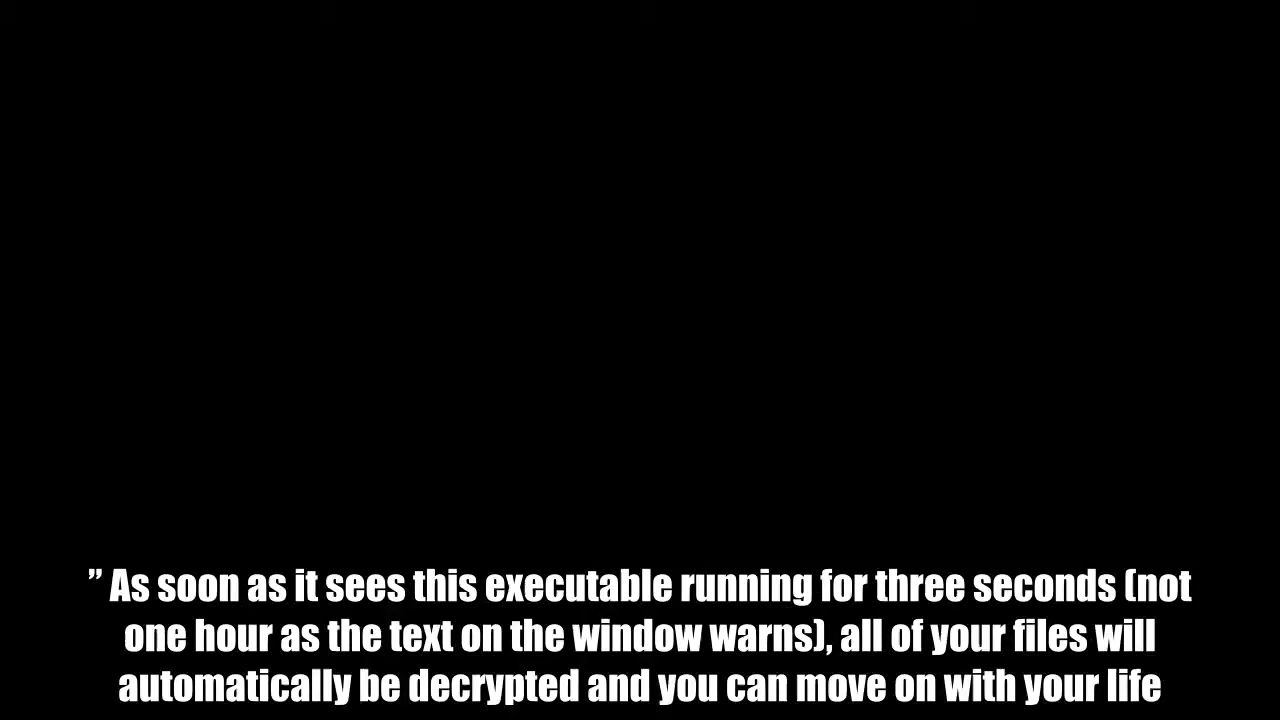 ” As soon as it sees this executable running for three seconds (not
one hour as the text on the window warns), all of your files will
automatically be decrypted and you can move on with your life